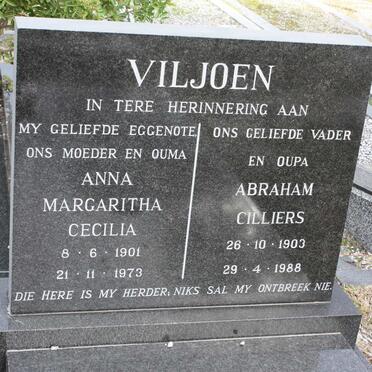 VILJOEN
IN TERE HERINNERING AAN
MY GELIEFDE EGGENOTE
ONS MOEDER EN OUMA
ANNA
MARGARITHA
CECILIA
8 · 6 · 1901
21 · 11 · 1973
ONS GELIEFDE VADER
EN OUPA
ABRAHAM
CILLIERS
26 · 10 · 1903
29 · 4 · 1988
DIE HERE IS MY HERDER, NIKS SAL MY ONTBREEK NIE.